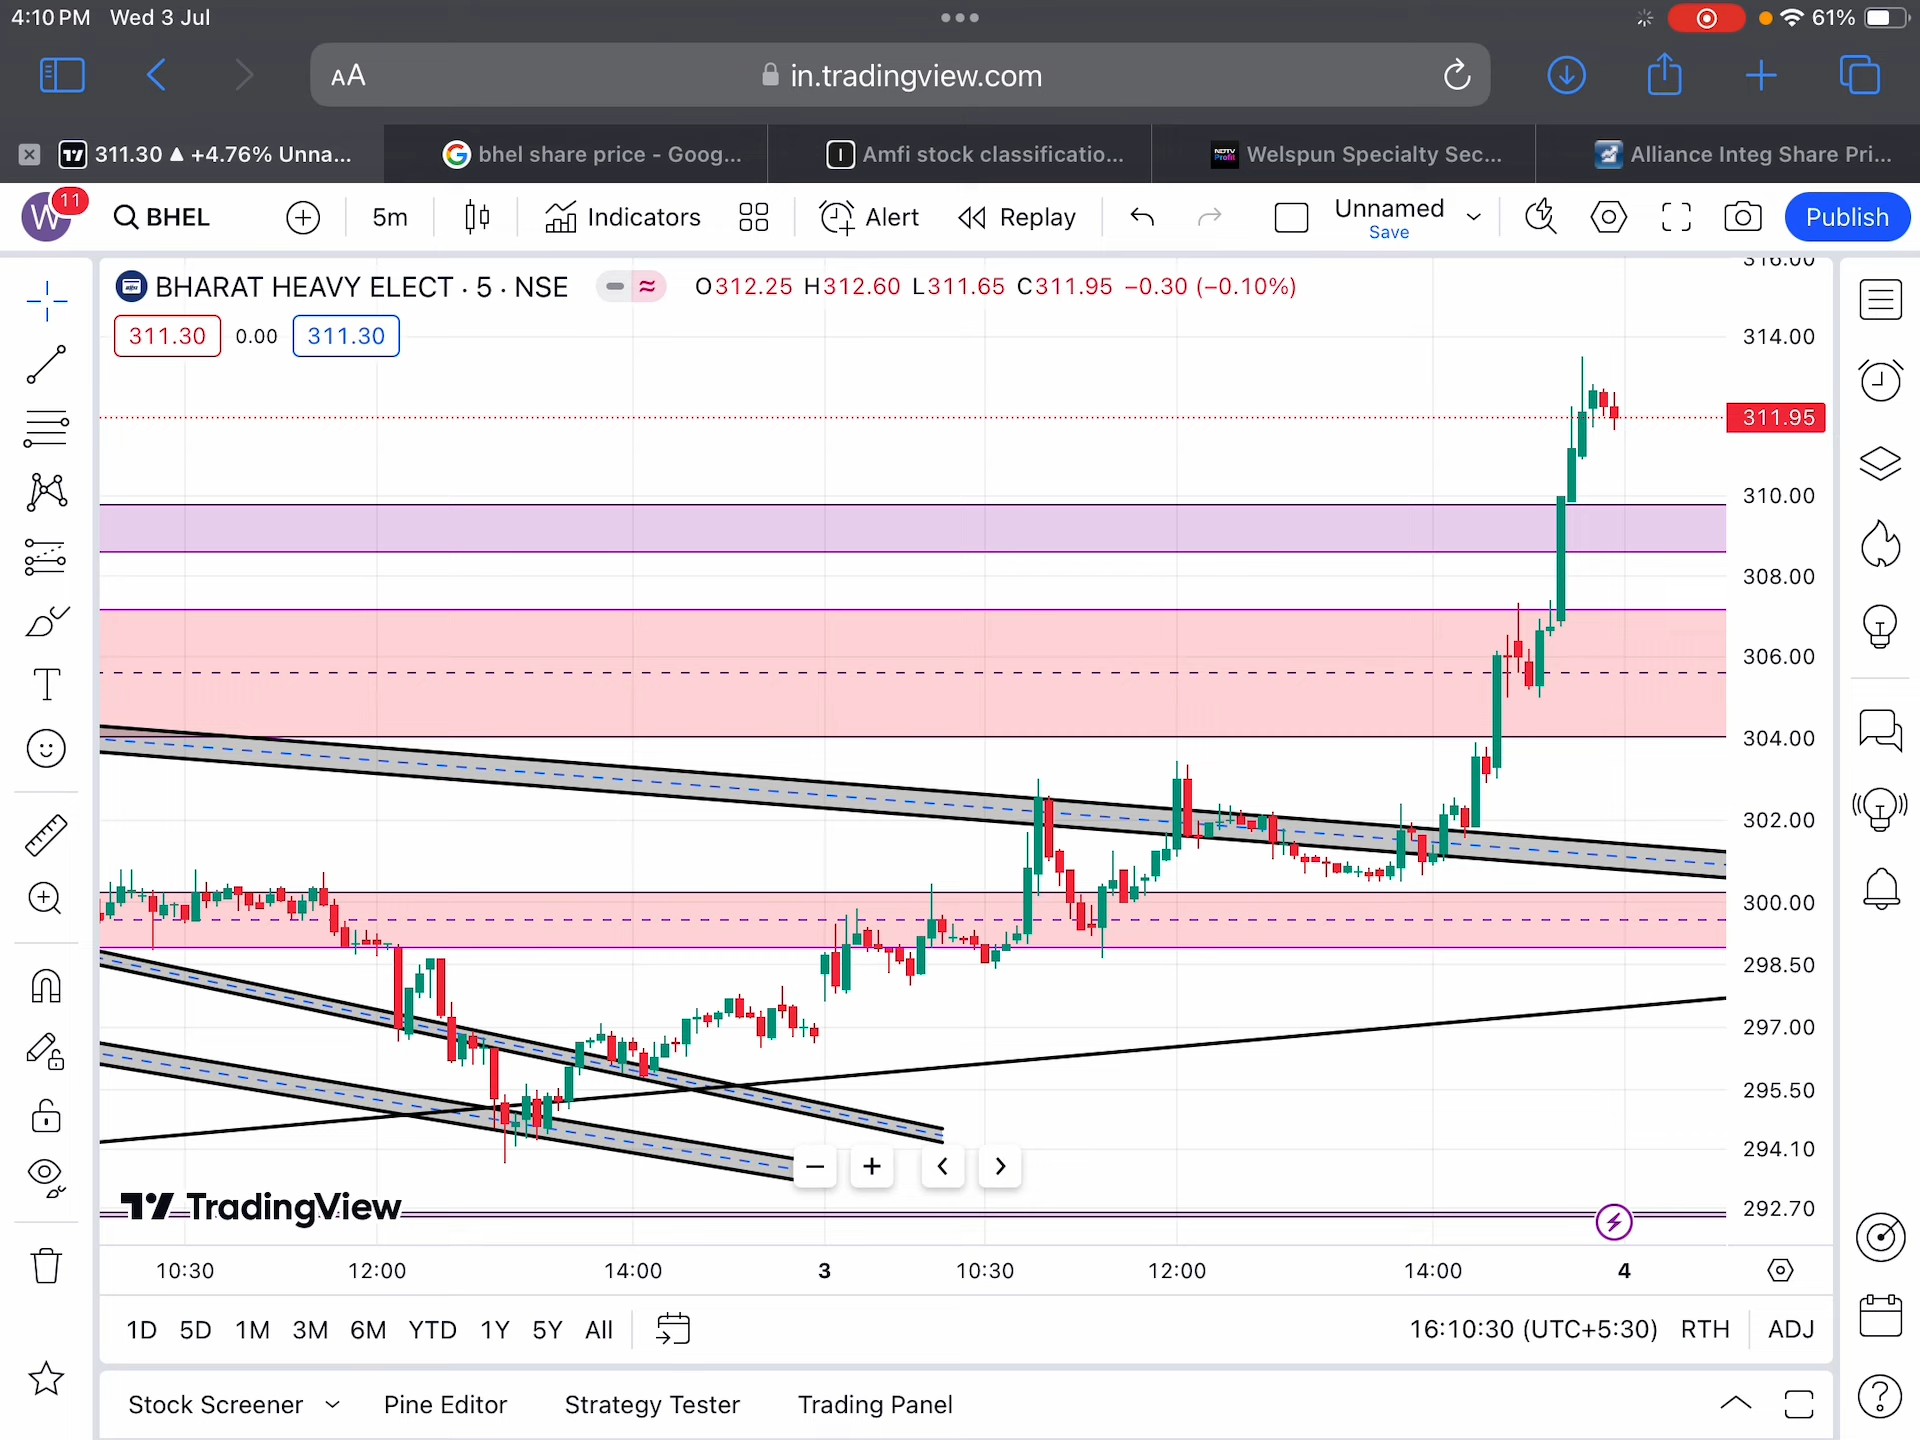 4:10 PM Wed 3 Jul 61%
AA in.tradingview.com
311.30 ▲ +4.76% Unna... bhel share price - Goog... Amfi stock classificatio... Welspun Specialty Sec... Alliance Integ Share Pri...
W 11 BHEL 5m Indicators Alert Replay Unnamed Publish
Save
BHARAT HEAVY ELECT · 5 · NSE O312.25 H312.60 L311.65 C311.95 −0.30 (−0.10%)
311.30 0.00 311.30
316.00
314.00
311.95
310.00
308.00
306.00
304.00
302.00
300.00
298.50
297.00
295.50
294.10
292.70
TradingView
10:30 12:00 14:00 3 10:30 12:00 14:00 4
1D 5D 1M 3M 6M YTD 1Y 5Y All 16:10:30 (UTC+5:30) RTH ADJ
Stock Screener Pine Editor Strategy Tester Trading Panel